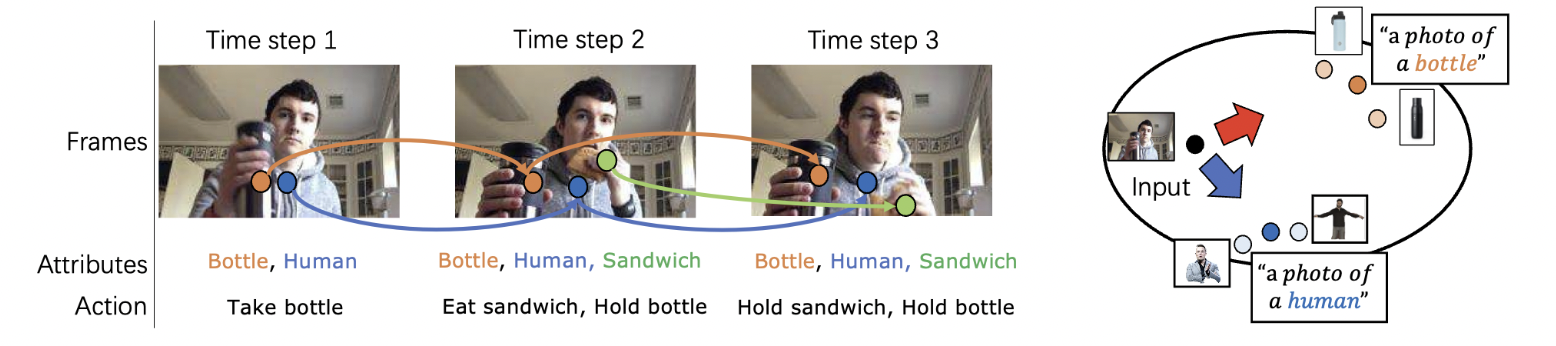 Time step 1
Time step 2
Time step 3
Frames
Attributes
Bottle, Human
Bottle, Human, Sandwich
Bottle, Human, Sandwich
Action
Take bottle
Eat sandwich, Hold bottle
Hold sandwich, Hold bottle
“a photo of
a bottle”
Input
“a photo of
a human”